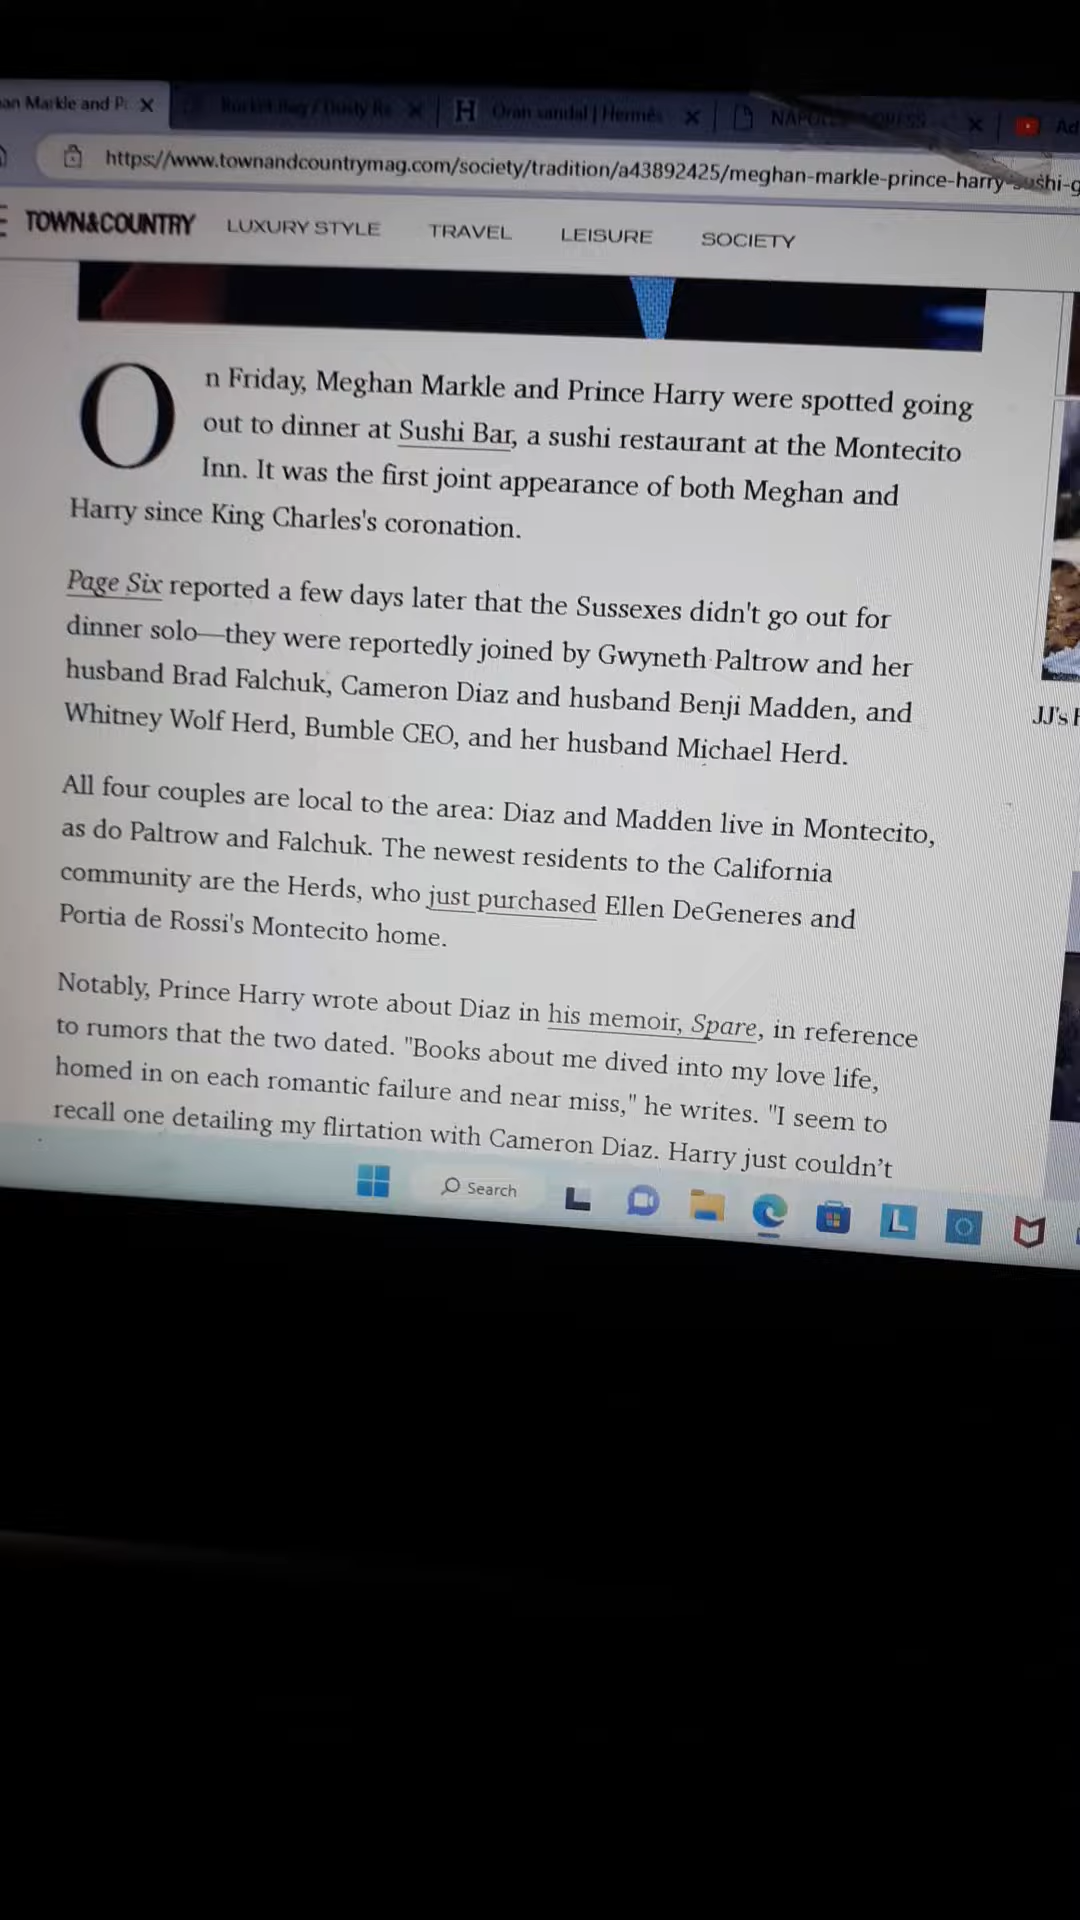 an Markle and P
Oran sandal | Hermès
Ad
https://www.townandcountrymag.com/society/tradition/a43892425/meghan-markle-prince-harry-sushi-g
TOWN&COUNTRY LUXURY STYLE TRAVEL LEISURE SOCIETY
On Friday, Meghan Markle and Prince Harry were spotted going
out to dinner at Sushi Bar, a sushi restaurant at the Montecito
Inn. It was the first joint appearance of both Meghan and
Harry since King Charles's coronation.
Page Six reported a few days later that the Sussexes didn't go out for
dinner solo—they were reportedly joined by Gwyneth Paltrow and her
husband Brad Falchuk, Cameron Diaz and husband Benji Madden, and
Whitney Wolf Herd, Bumble CEO, and her husband Michael Herd.
JJ's
All four couples are local to the area: Diaz and Madden live in Montecito,
as do Paltrow and Falchuk. The newest residents to the California
community are the Herds, who just purchased Ellen DeGeneres and
Portia de Rossi's Montecito home.
Notably, Prince Harry wrote about Diaz in his memoir, Spare, in reference
to rumors that the two dated. "Books about me dived into my love life,
homed in on each romantic failure and near miss," he writes. "I seem to
recall one detailing my flirtation with Cameron Diaz. Harry just couldn't
Search